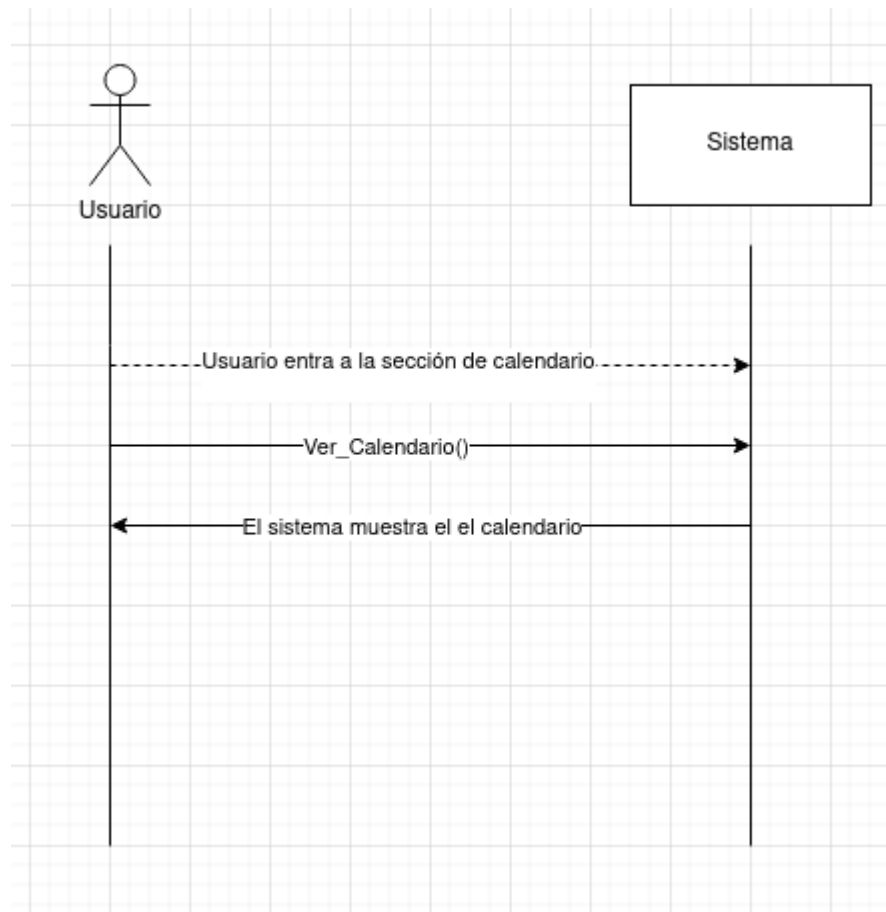 Usuario
Sistema
Usuario entra a la sección de calendario
Ver_Calendario()
El sistema muestra el el calendario